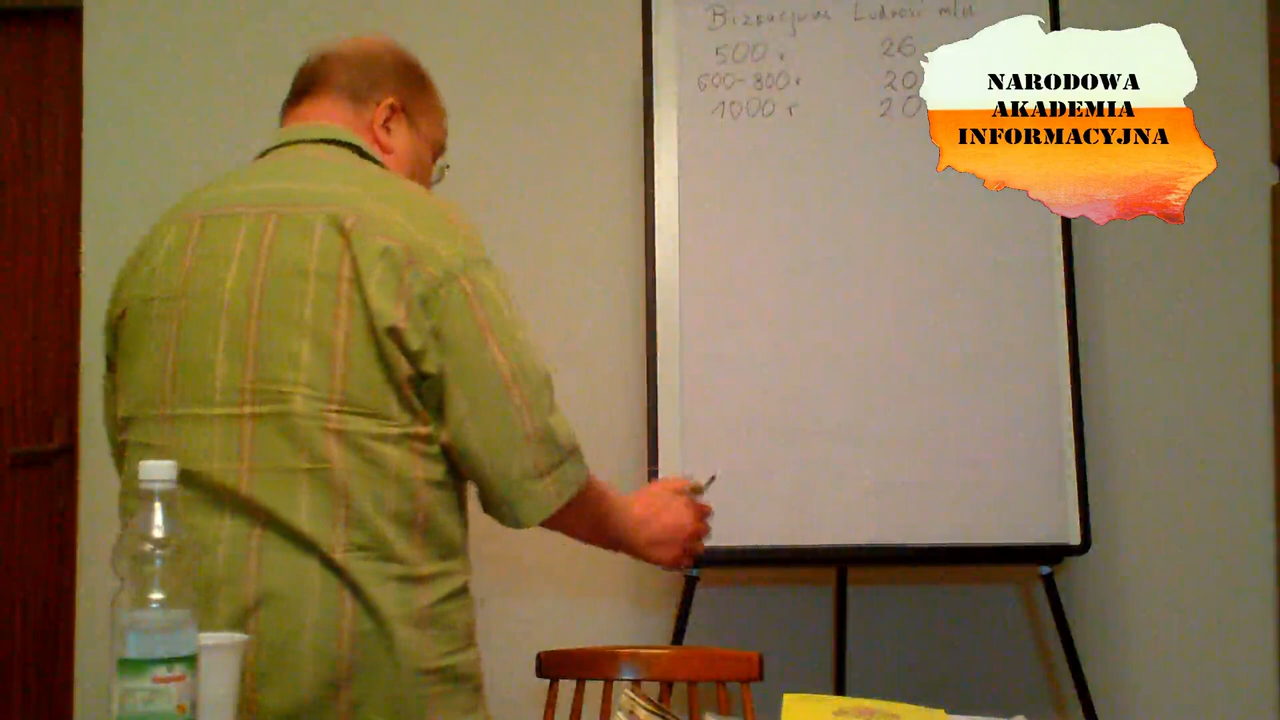 Bizancjum Ludność mln
500 r 26
600-800 r 20
1000 r 20
NARODOWA
AKADEMIA
INFORMACYJNA